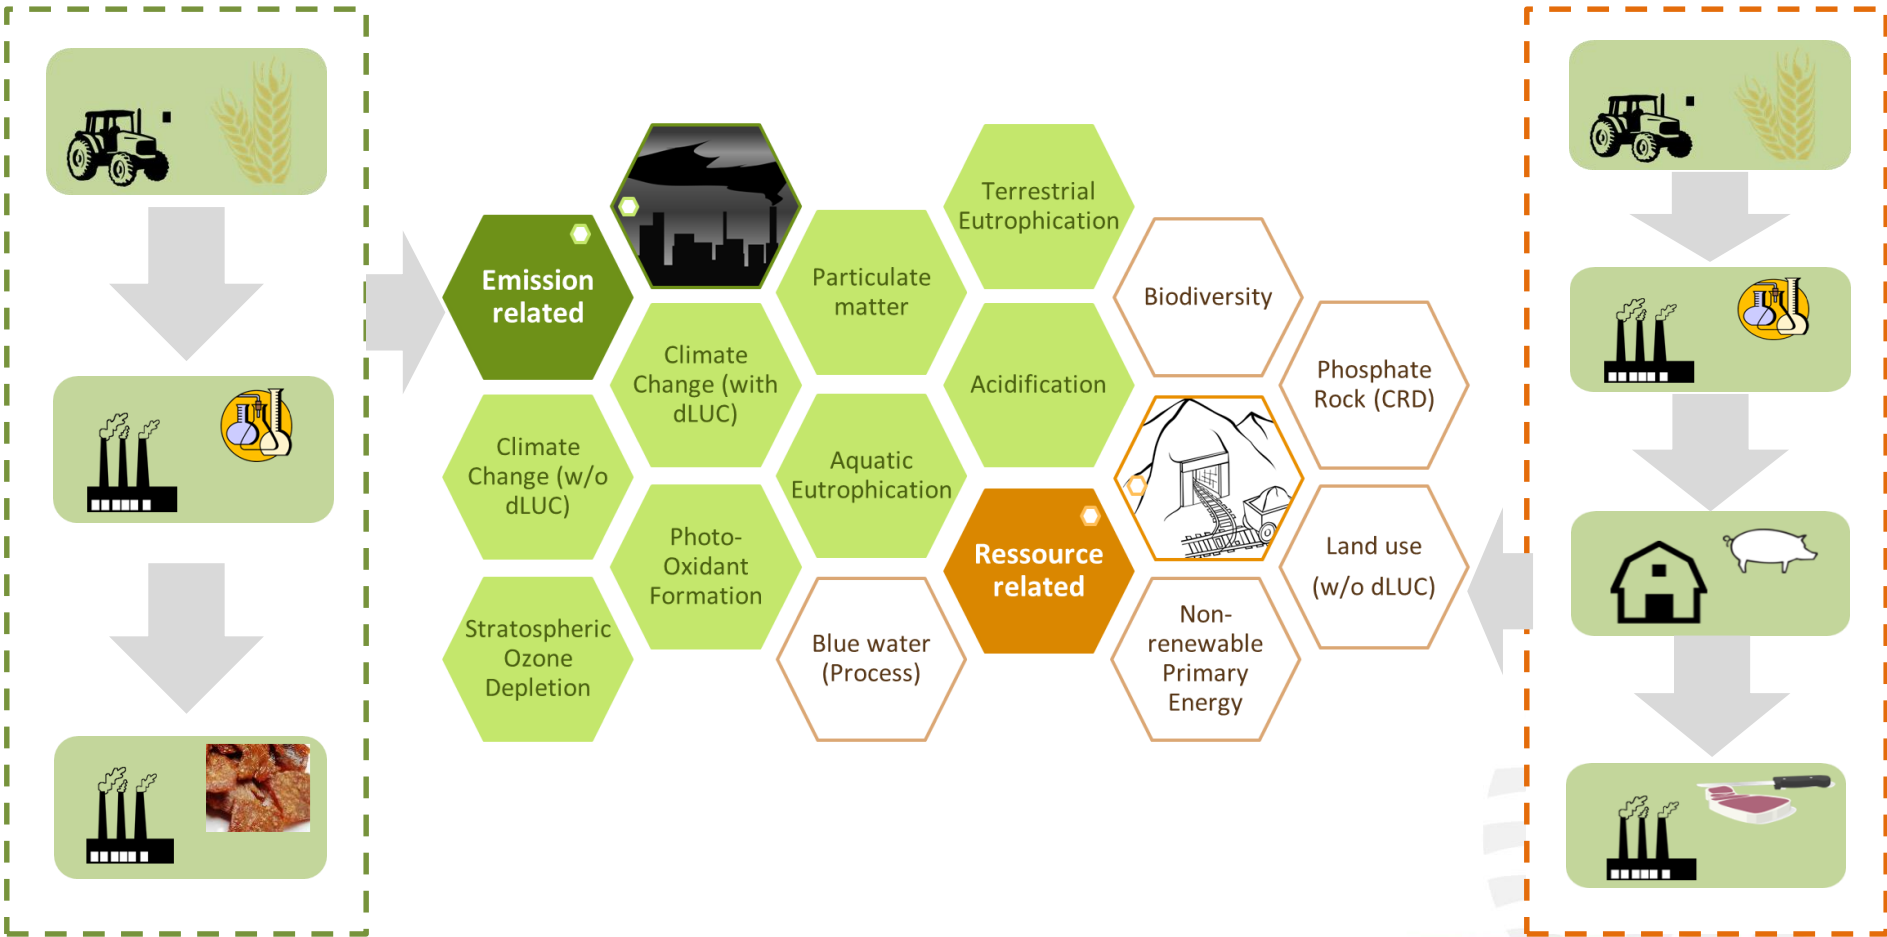 Emission
related
Climate
Change (w/o
dLUC)
Stratospheric
Ozone
Depletion
Climate
Change (with
dLUC)
Photo-
Oxidant
Formation
Particulate
matter
Aquatic
Eutrophication
Blue water
(Process)
Terrestrial
Eutrophication
Acidification
Ressource
related
Biodiversity
Non-
renewable
Primary
Energy
Phosphate
Rock (CRD)
Land use
(w/o dLUC)